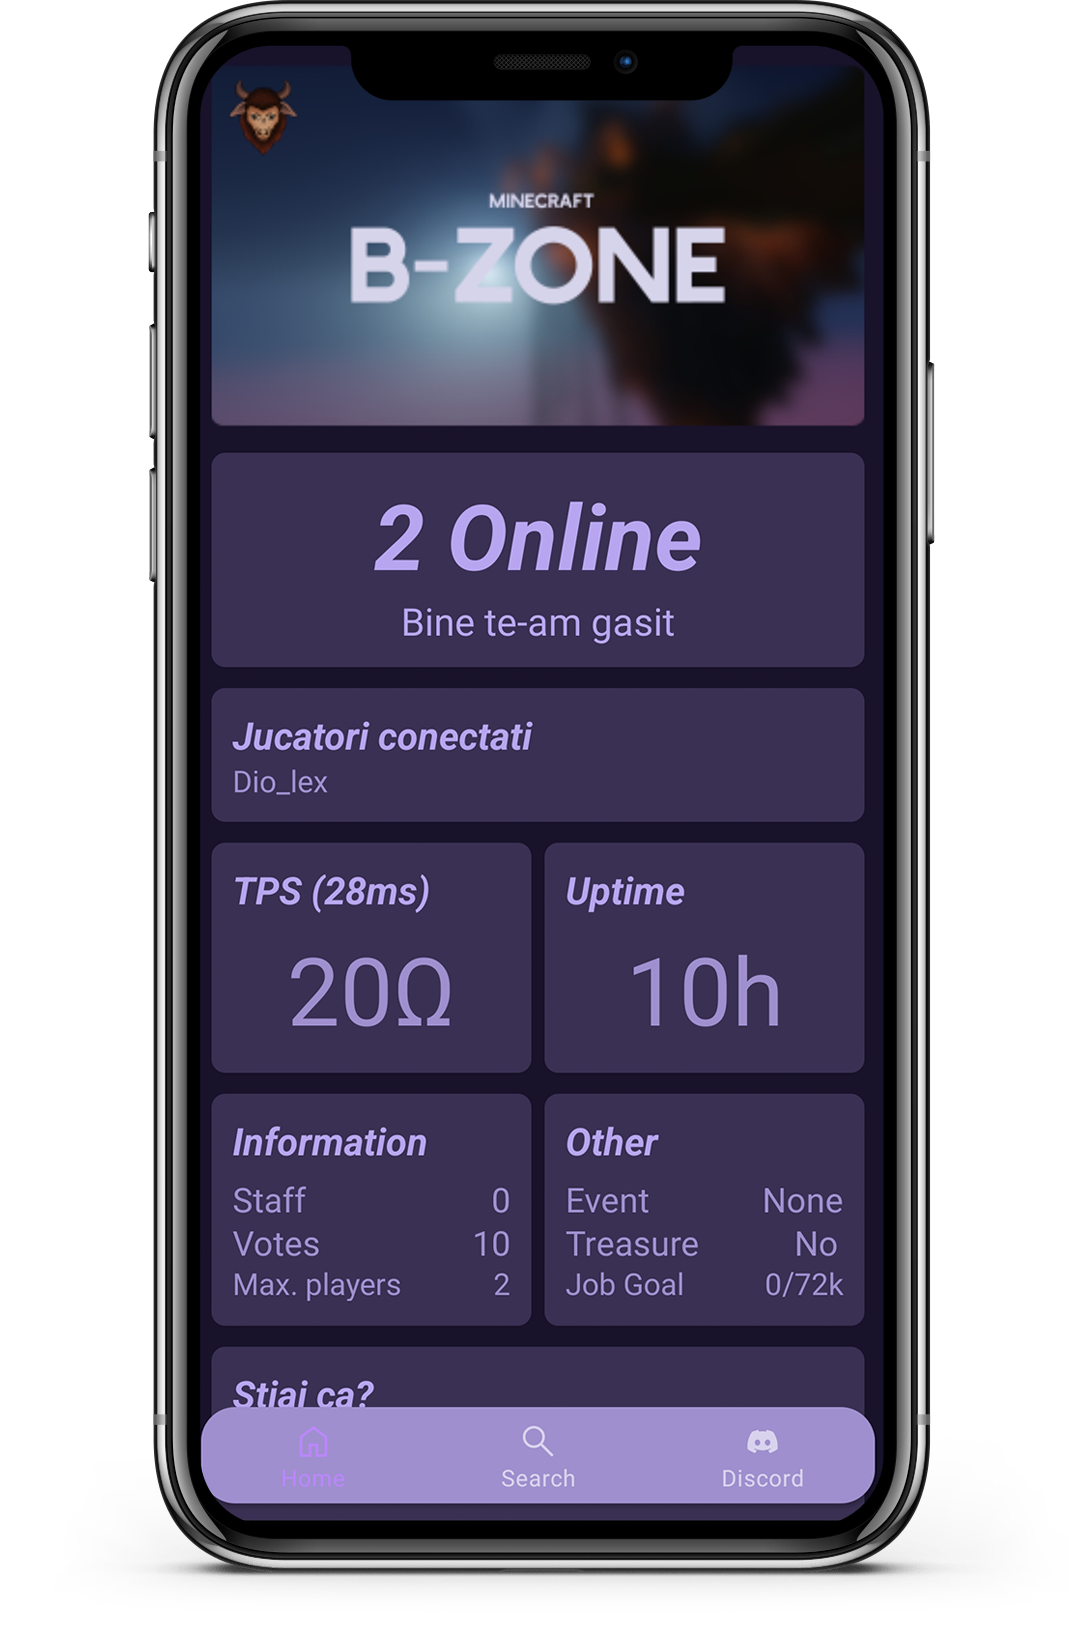 MINECRAFT
B-ZONE
2 Online
Bine te-am gasit
Jucatori conectati
Dio_lex
TPS (28ms)
20Ω
Uptime
10h
Information
Staff 0
Votes 10
Max. players 2
Other
Event None
Treasure No
Job Goal 0/72k
Stiai ca?
Home
Search
Discord